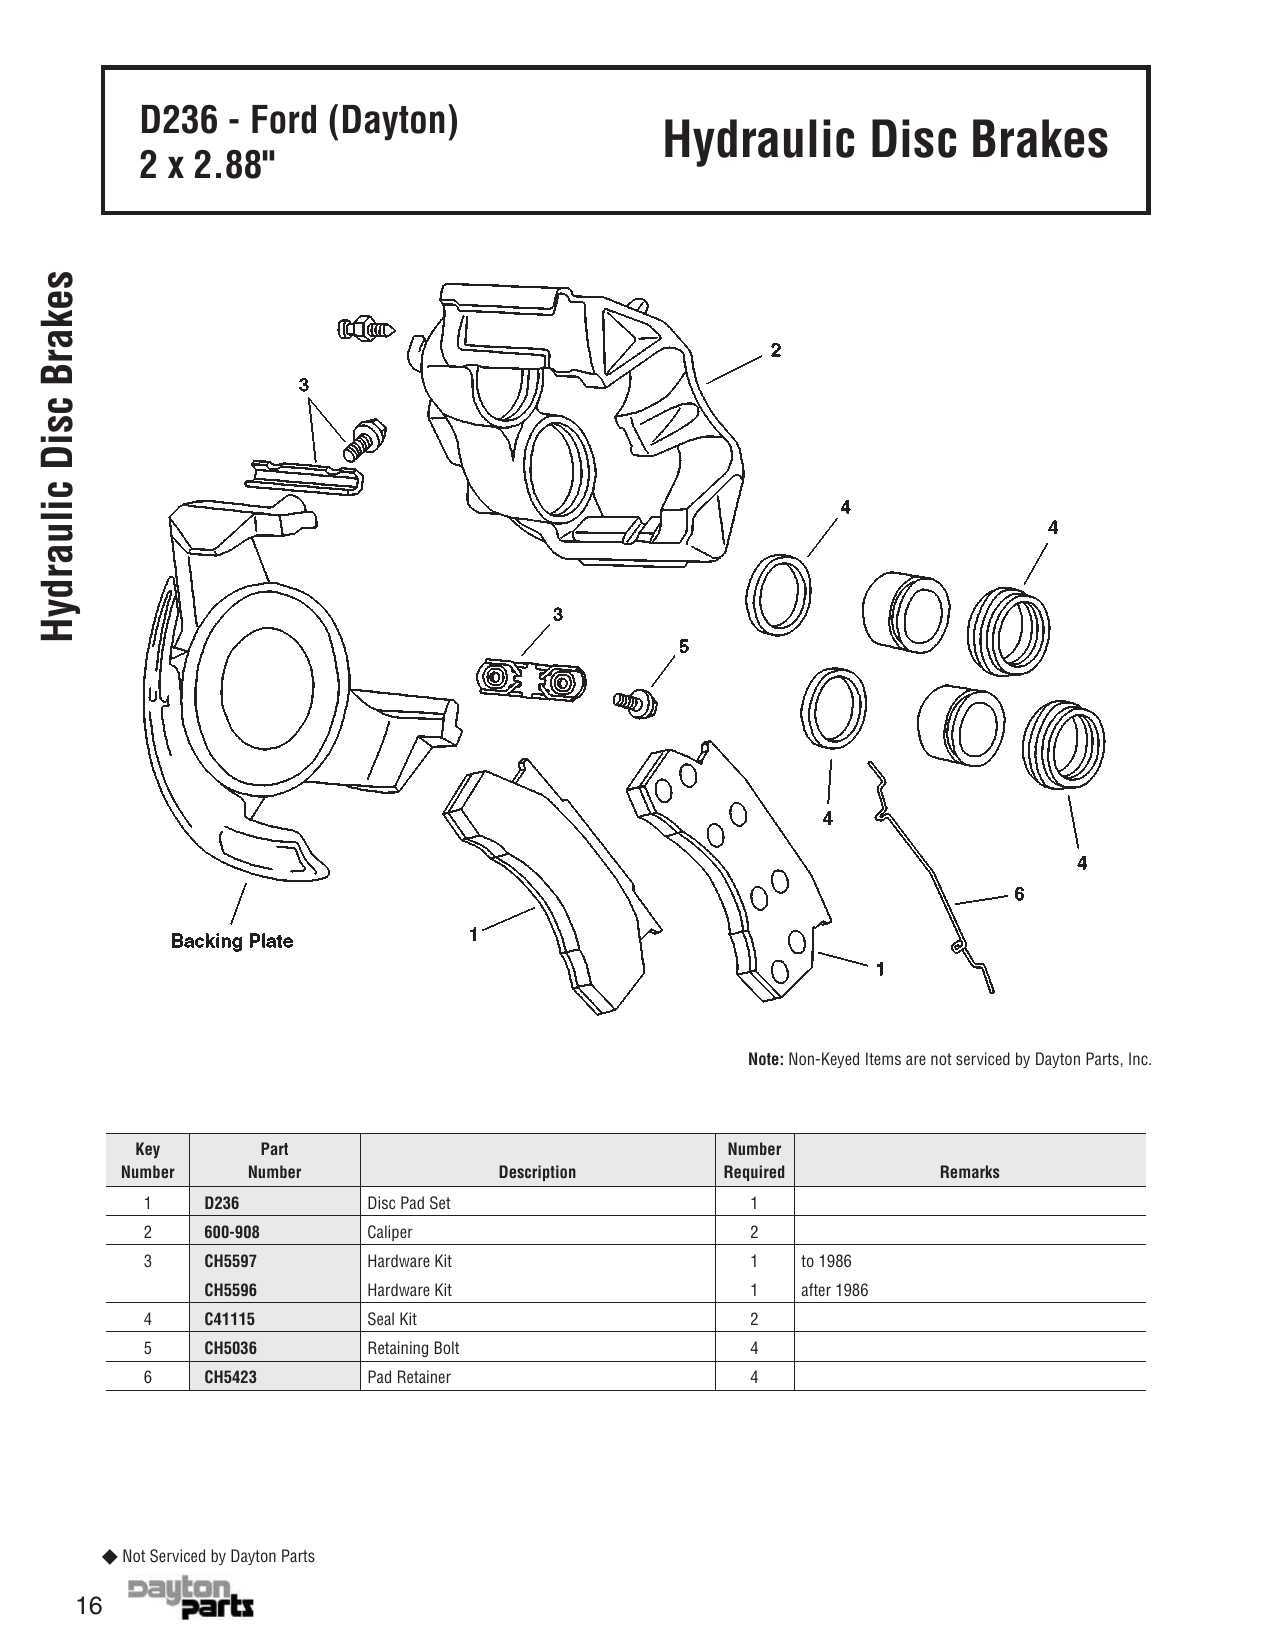 D236 - Ford (Dayton)
2 x 2.88"
Hydraulic Disc Brakes
Hydraulic Disc Brakes
2
3
4
4
3
5
4
4
6
1
1
Backing Plate
Note: Non-Keyed Items are not serviced by Dayton Parts, Inc.
Key Number Part Number Description Number Required Remarks
1 D236 Disc Pad Set 1
2 600-908 Caliper 2
3 CH5597 Hardware Kit 1 to 1986
CH5596 Hardware Kit 1 after 1986
4 C41115 Seal Kit 2
5 CH5036 Retaining Bolt 4
6 CH5423 Pad Retainer 4
◆ Not Serviced by Dayton Parts
16
Dayton
parts